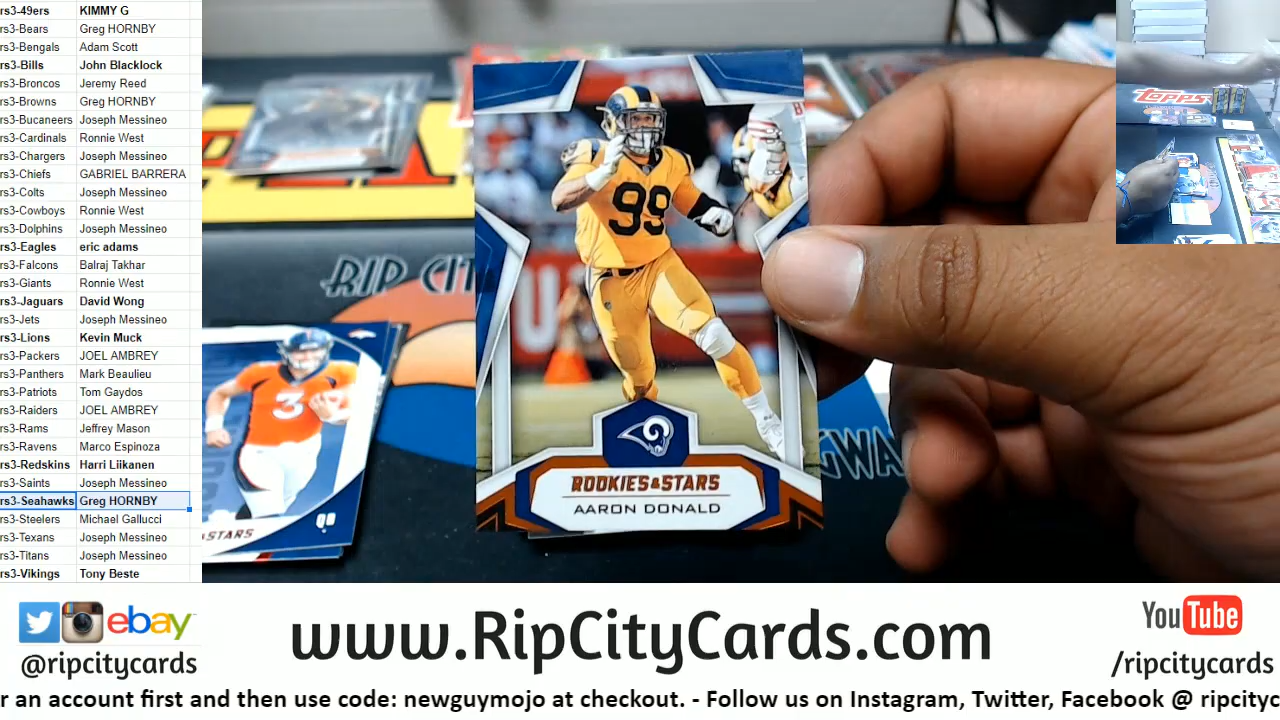 rs3-49ers KIMMY G
rs3-Bears Greg HORNBY
rs3-Bengals Adam Scott
rs3-Bills John Blacklock
rs3-Broncos Jeremy Reed
rs3-Browns Greg HORNBY
rs3-Bucaneers Joseph Messineo
rs3-Cardinals Ronnie West
rs3-Chargers Joseph Messineo
rs3-Chiefs GABRIEL BARRERA
rs3-Colts Joseph Messineo
rs3-Cowboys Ronnie West
rs3-Dolphins Joseph Messineo
rs3-Eagles eric adams
rs3-Falcons Balraj Takhar
rs3-Giants Ronnie West
rs3-Jaguars David Wong
rs3-Jets Joseph Messineo
rs3-Lions Kevin Muck
rs3-Packers JOEL AMBREY
rs3-Panthers Mark Beaulieu
rs3-Patriots Tom Gaydos
rs3-Raiders JOEL AMBREY
rs3-Rams Jeffrey Mason
rs3-Ravens Marco Espinoza
rs3-Redskins Harri Liikanen
rs3-Saints Joseph Messineo
rs3-Seahawks Greg HORNBY
rs3-Steelers Michael Gallucci
rs3-Texans Joseph Messineo
rs3-Titans Joseph Messineo
rs3-Vikings Tony Beste
Topps
RIP CIT
99
ROOKIES & STARS
AARON DONALD
3
STARS
QB
GWA
ebay
@ripcitycards
www.RipCityCards.com
YouTube
/ripcitycards
r an account first and then use code: newguymojo at checkout. - Follow us on Instagram, Twitter, Facebook @ ripcityc